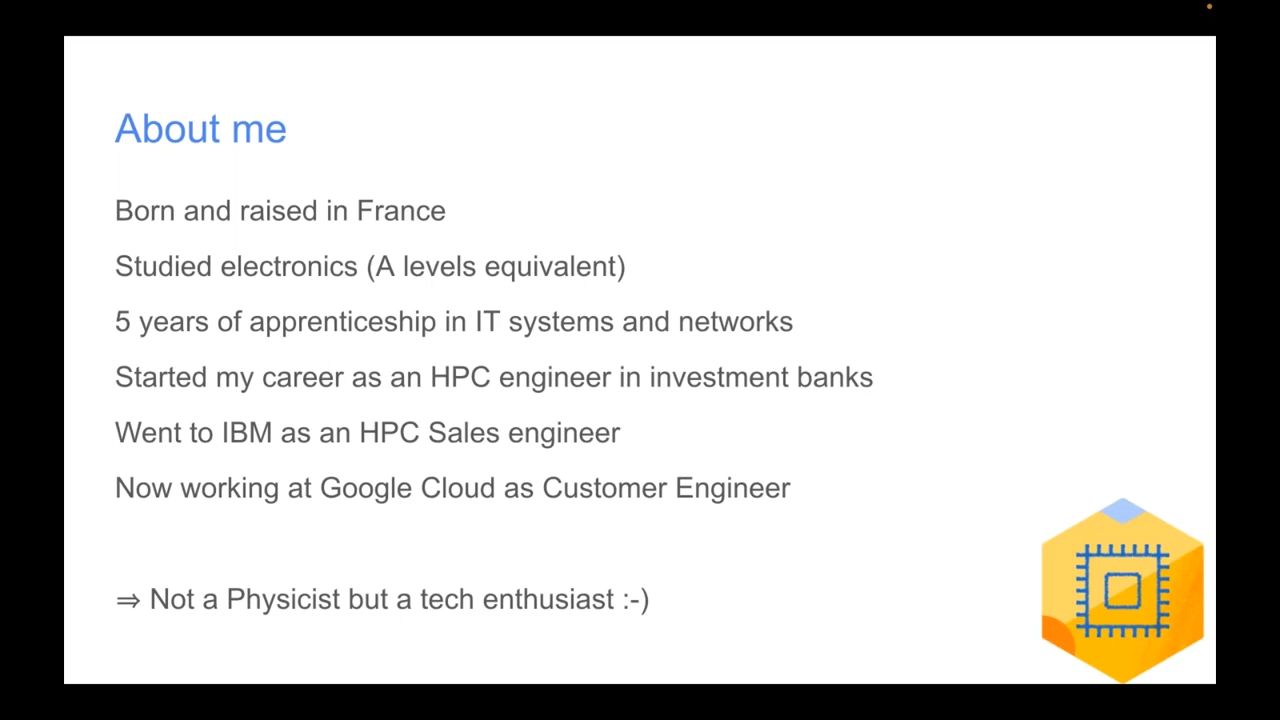 About me
Born and raised in France
Studied electronics (A levels equivalent)
5 years of apprenticeship in IT systems and networks
Started my career as an HPC engineer in investment banks
Went to IBM as an HPC Sales engineer
Now working at Google Cloud as Customer Engineer
⇒ Not a Physicist but a tech enthusiast :-)